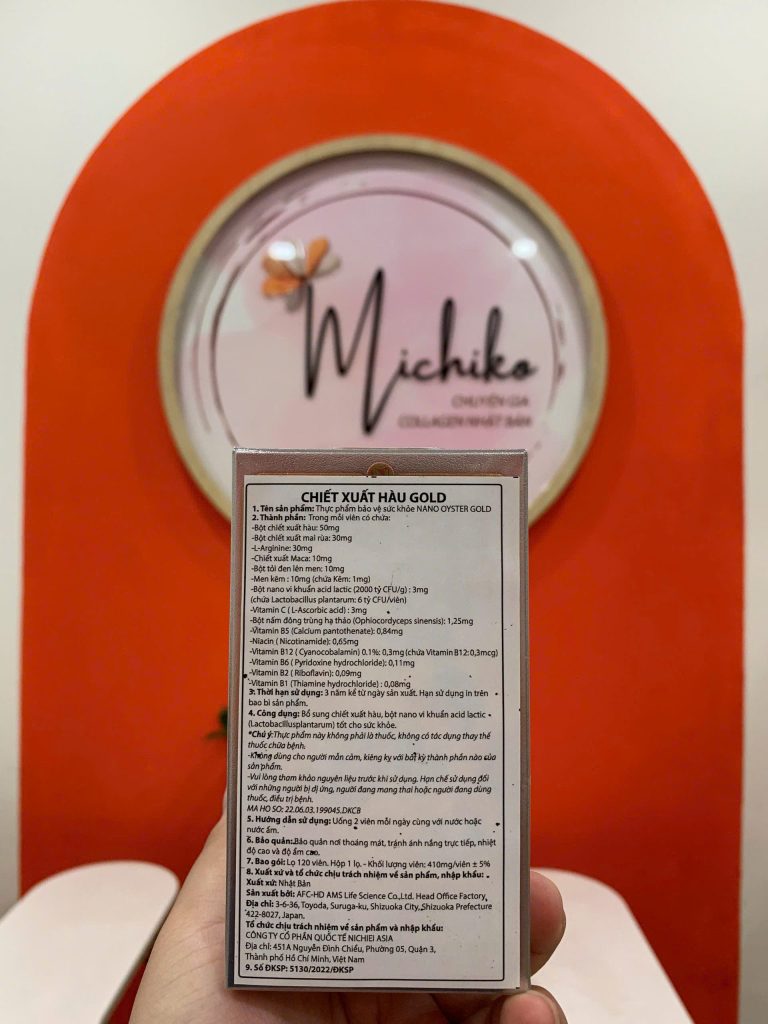 Michiko
CHUYÊN GIA
COLLAGEN NHẬT BẢN
CHIẾT XUẤT HÀU GOLD
1. Tên sản phẩm: Thực phẩm bảo vệ sức khỏe NANO OYSTER GOLD
2. Thành phần: Trong mỗi viên có chứa:
-Bột chiết xuất hàu: 50mg
-Bột chiết xuất mai rùa: 30mg
-L-Arginine: 30mg
-Chiết xuất Maca: 10mg
-Bột tỏi đen lên men: 10mg
-Men kẽm : 10mg (chứa Kẽm: 1mg)
-Bột nano vi khuẩn acid lactic (2000 tỷ CFU/g) : 3mg
(chứa Lactobacillus plantarum: 6 tỷ CFU/viên)
-Vitamin C ( L-Ascorbic acid) : 3mg
-Bột nấm đông trùng hạ thảo (Ophiocordyceps sinensis): 1,25mg
-Vitamin B5 (Calcium pantothenate): 0,84mg
-Niacin ( Nicotinamide): 0,65mg
-Vitamin B12 ( Cyanocobalamin) 0.1%: 0,3mg (chứa Vitamin B12:0,3mcg)
-Vitamin B6 ( Pyridoxine hydrochloride): 0,11mg
-Vitamin B2 ( Riboflavin): 0,09mg
-Vitamin B1 (Thiamine hydrochloride) : 0,08mg
3. Thời hạn sử dụng: 3 năm kể từ ngày sản xuất. Hạn sử dụng in trên
bao bì sản phẩm.
4. Công dụng: Bổ sung chiết xuất hàu, bột nano vi khuẩn acid lactic
(Lactobacillusplantarum) tốt cho sức khỏe.
*Chú ý:Thực phẩm này không phải là thuốc, không có tác dụng thay thế
thuốc chữa bệnh.
-Không dùng cho người mẫn cảm, kiêng kỵ với bất kỳ thành phần nào của
sản phẩm.
-Vui lòng tham khảo nguyên liệu trước khi sử dụng. Hạn chế sử dụng đối
với những người bị dị ứng, người đang mang thai hoặc người đang dùng
thuốc, điều trị bệnh.
MA HO SO: 22.06.03.199045.DKCB
5. Hướng dẫn sử dụng: Uống 2 viên mỗi ngày cùng với nước hoặc
nước ấm.
6. Bảo quản:Bảo quản nơi thoáng mát, tránh ánh nắng trực tiếp, nhiệt
độ cao và độ ẩm cao.
7. Bao gói: Lọ 120 viên. Hộp 1 lọ. - Khối lượng viên: 410mg/viên ± 5%
8. Xuất xứ và tổ chức chịu trách nhiệm về sản phẩm, nhập khẩu:
Xuất xứ: Nhật Bản
Sản xuất bởi: AFC-HD AMS Life Science Co.,Ltd. Head Office Factory,
Địa chỉ: 3-6-36, Toyoda, Suruga-ku, Shizuoka City, Shizuoka Prefecture
422-8027, Japan.
Tổ chức chịu trách nhiệm về sản phẩm và nhập khẩu:
CÔNG TY CỔ PHẦN QUỐC TẾ NICHIEI ASIA
Địa chỉ: 451A Nguyễn Đình Chiểu, Phường 05, Quận 3,
Thành phố Hồ Chí Minh, Việt Nam
9. Số ĐKSP: 5130/2022/ĐKSP